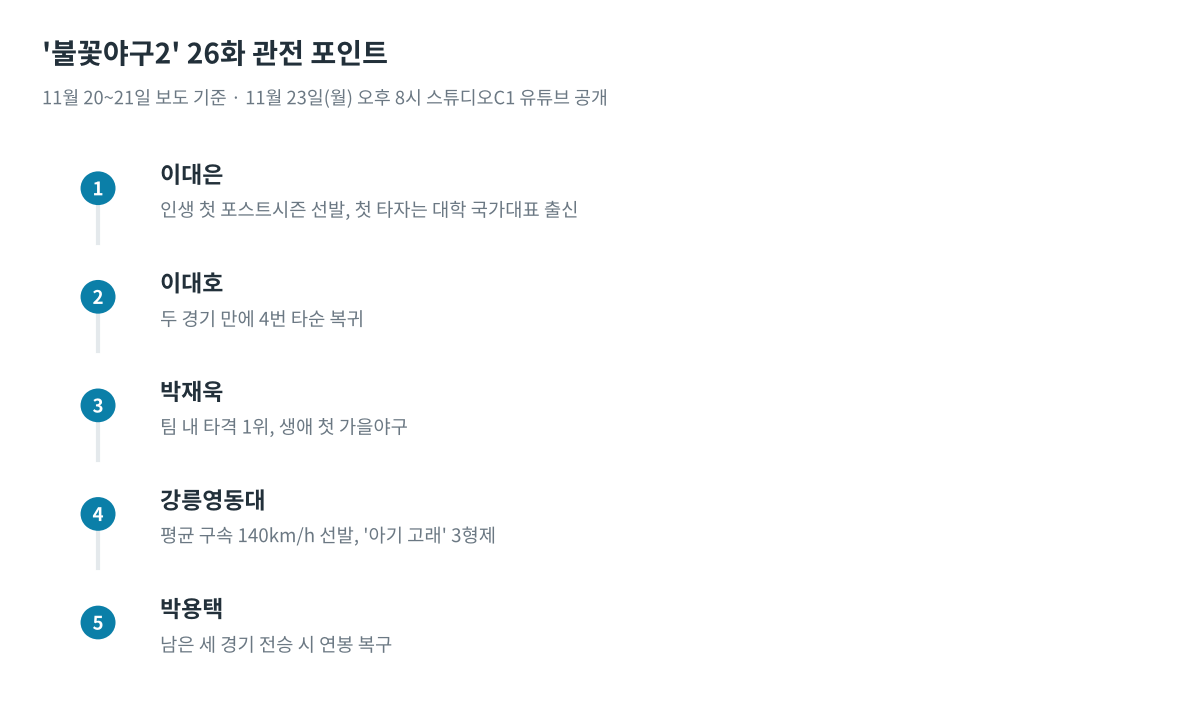 '불꽃야구2' 26화 관전 포인트
11월 20~21일 보도 기준 · 11월 23일(월) 오후 8시 스튜디오C1 유튜브 공개
1
이대은
인생 첫 포스트시즌 선발, 첫 타자는 대학 국가대표 출신
2
이대호
두 경기 만에 4번 타순 복귀
3
박재욱
팀 내 타격 1위, 생애 첫 가을야구
4
강릉영동대
평균 구속 140km/h 선발, '아기 고래' 3형제
5
박용택
남은 세 경기 전승 시 연봉 복구